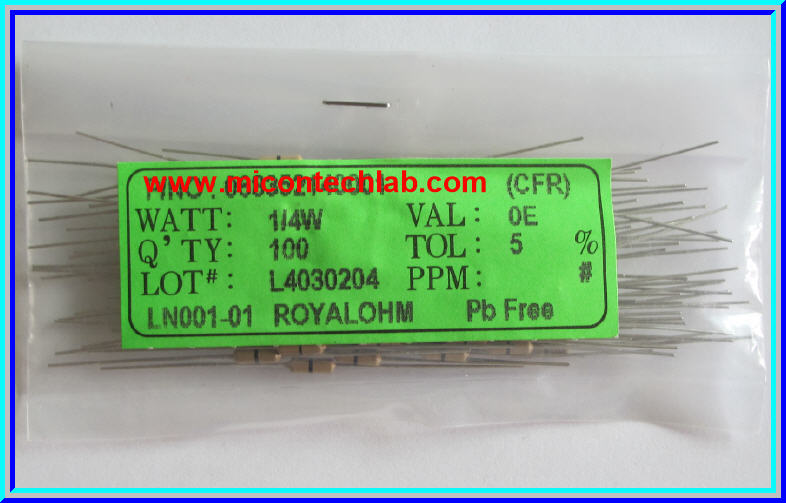 www.micontechlab.com
P/NO : (CFR)
WATT: 1/4W VAL: 0E
Q'TY: 100 TOL: 5 %
LOT#: L4030204 PPM: #
LN001-01 ROYALOHM Pb Free